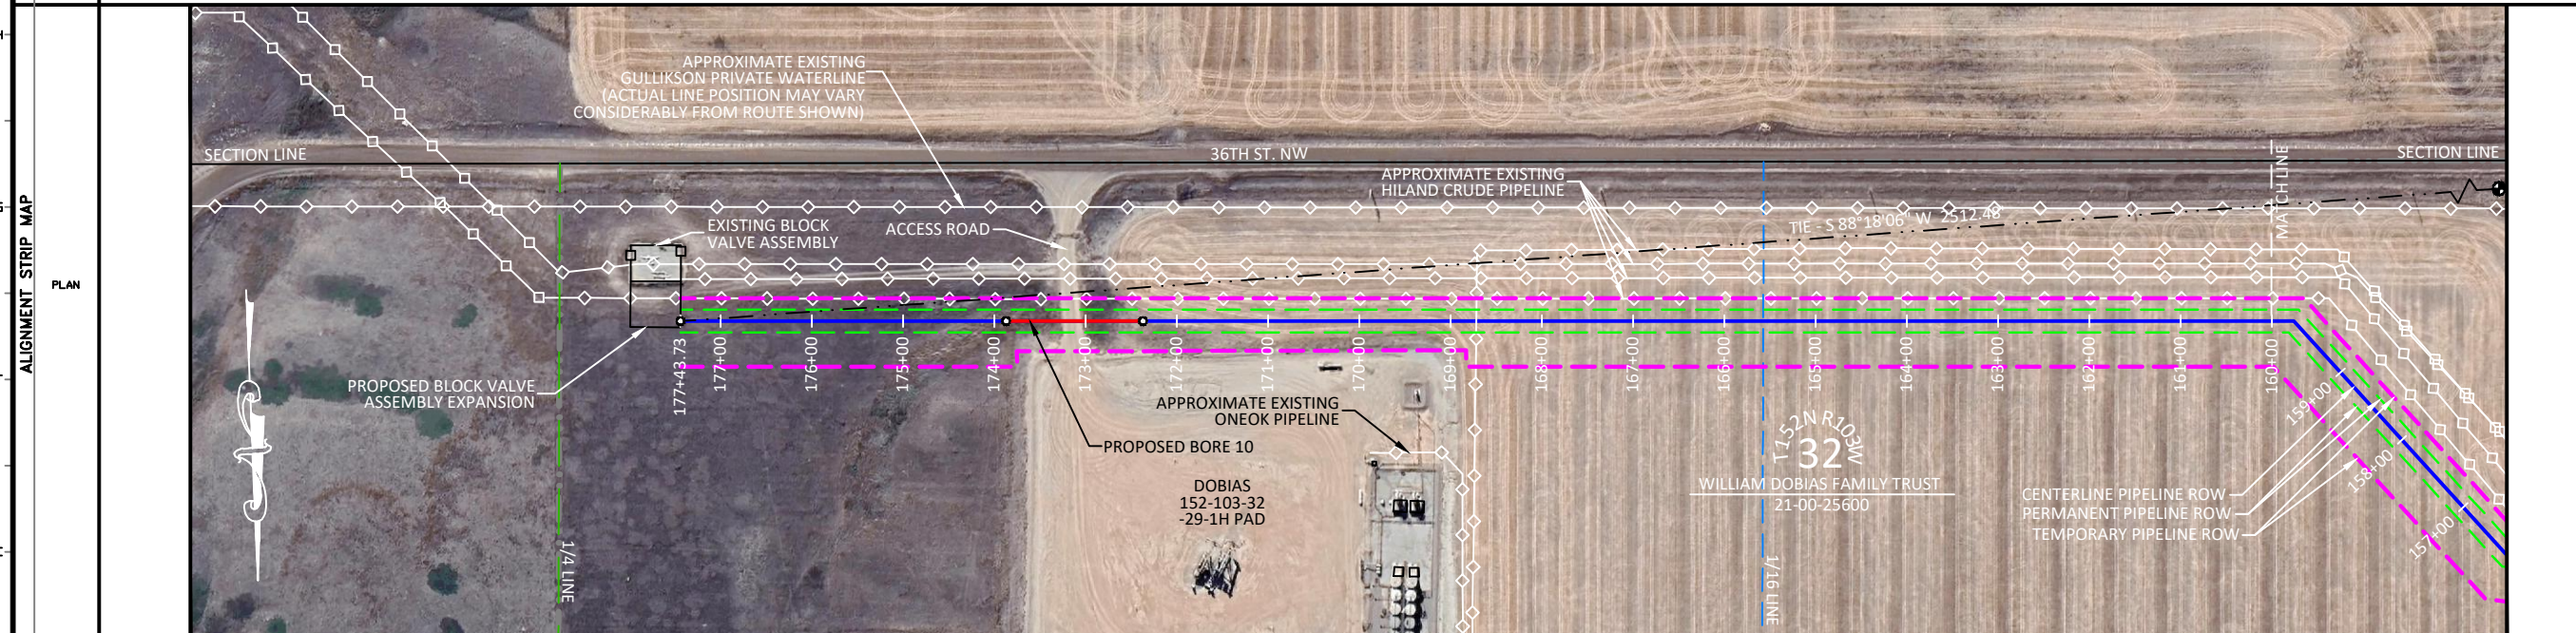 ALIGNMENT STRIP MAP
PLAN
APPROXIMATE EXISTING
GULLIKSON PRIVATE WATERLINE
(ACTUAL LINE POSITION MAY VARY
CONSIDERABLY FROM ROUTE SHOWN)
SECTION LINE
36TH ST. NW
SECTION LINE
MATCH LINE
APPROXIMATE EXISTING
HILAND CRUDE PIPELINE
EXISTING BLOCK
VALVE ASSEMBLY
ACCESS ROAD
TIE - S 88°18'06" W 2512.48'
177+43.73
177+00
176+00
175+00
174+00
173+00
172+00
171+00
170+00
169+00
168+00
167+00
166+00
165+00
164+00
163+00
162+00
161+00
160+00
159+00
158+00
157+00
PROPOSED BLOCK VALVE
ASSEMBLY EXPANSION
APPROXIMATE EXISTING
ONEOK PIPELINE
PROPOSED BORE 10
DOBIAS
152-103-32
-29-1H PAD
T 152N R103W
32
WILLIAM DOBIAS FAMILY TRUST
21-00-25600
CENTERLINE PIPELINE ROW
PERMANENT PIPELINE ROW
TEMPORARY PIPELINE ROW
1/4 LINE
1/16 LINE